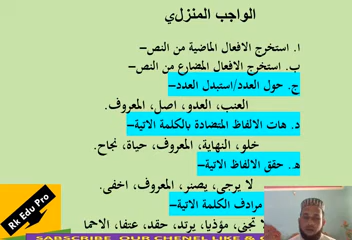 الواجب المنزلي
ا. استخرج الافعال الماضية من النص–
ب. استخرج الافعال المضارع من النص–
ج. حول العدد/استبدل العدد–
العنب، العدو، اصل، المعروف.
د. هات الالفاظ المتضادة بالكلمة الاتية–
خلو، النهاية، المعروف، حياة، نجاح.
هـ. حقق الالفاظ الاتية–
لا يرجى، يصنر، المعروف، اخفى.
مرادف الكلمة الاتية–
تجنى، مؤذيا، يرتد، حقد، عتفا، الاحما
Rk Edu Pro
SUBSCRIBE OUR CHENEL LIKE &